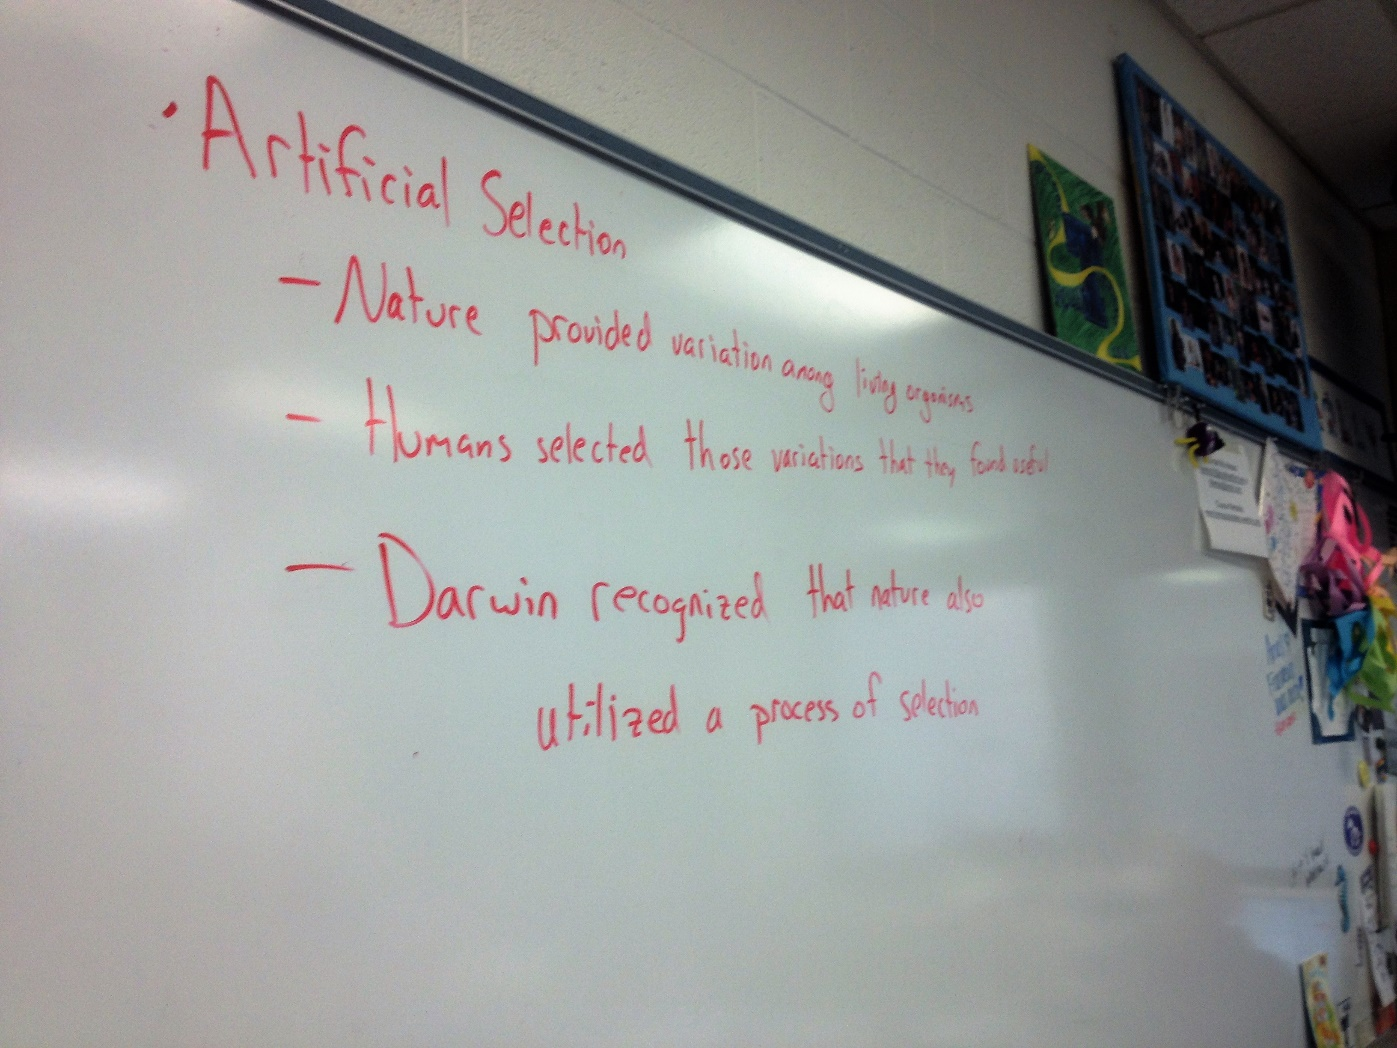 · Artificial Selection
– Nature provided variation among living organisms
– Humans selected those variations that they found useful
– Darwin recognized that nature also
utilized a process of selection